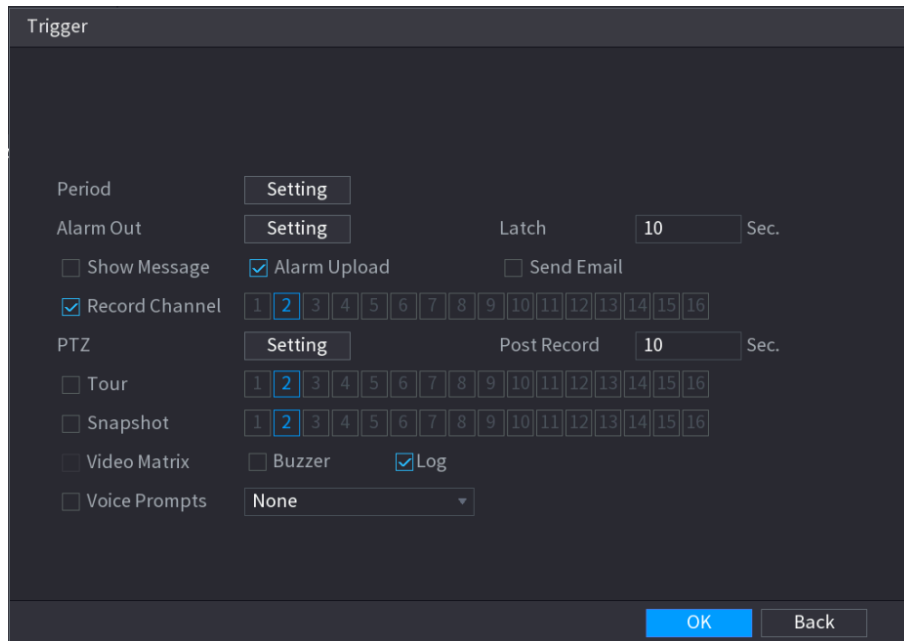 Trigger
Period Setting
Alarm Out Setting Latch 10 Sec.
Show Message Alarm Upload Send Email
Record Channel 1 2 3 4 5 6 7 8 9 10 11 12 13 14 15 16
PTZ Setting Post Record 10 Sec.
Tour 1 2 3 4 5 6 7 8 9 10 11 12 13 14 15 16
Snapshot 1 2 3 4 5 6 7 8 9 10 11 12 13 14 15 16
Video Matrix Buzzer Log
Voice Prompts None
OK Back